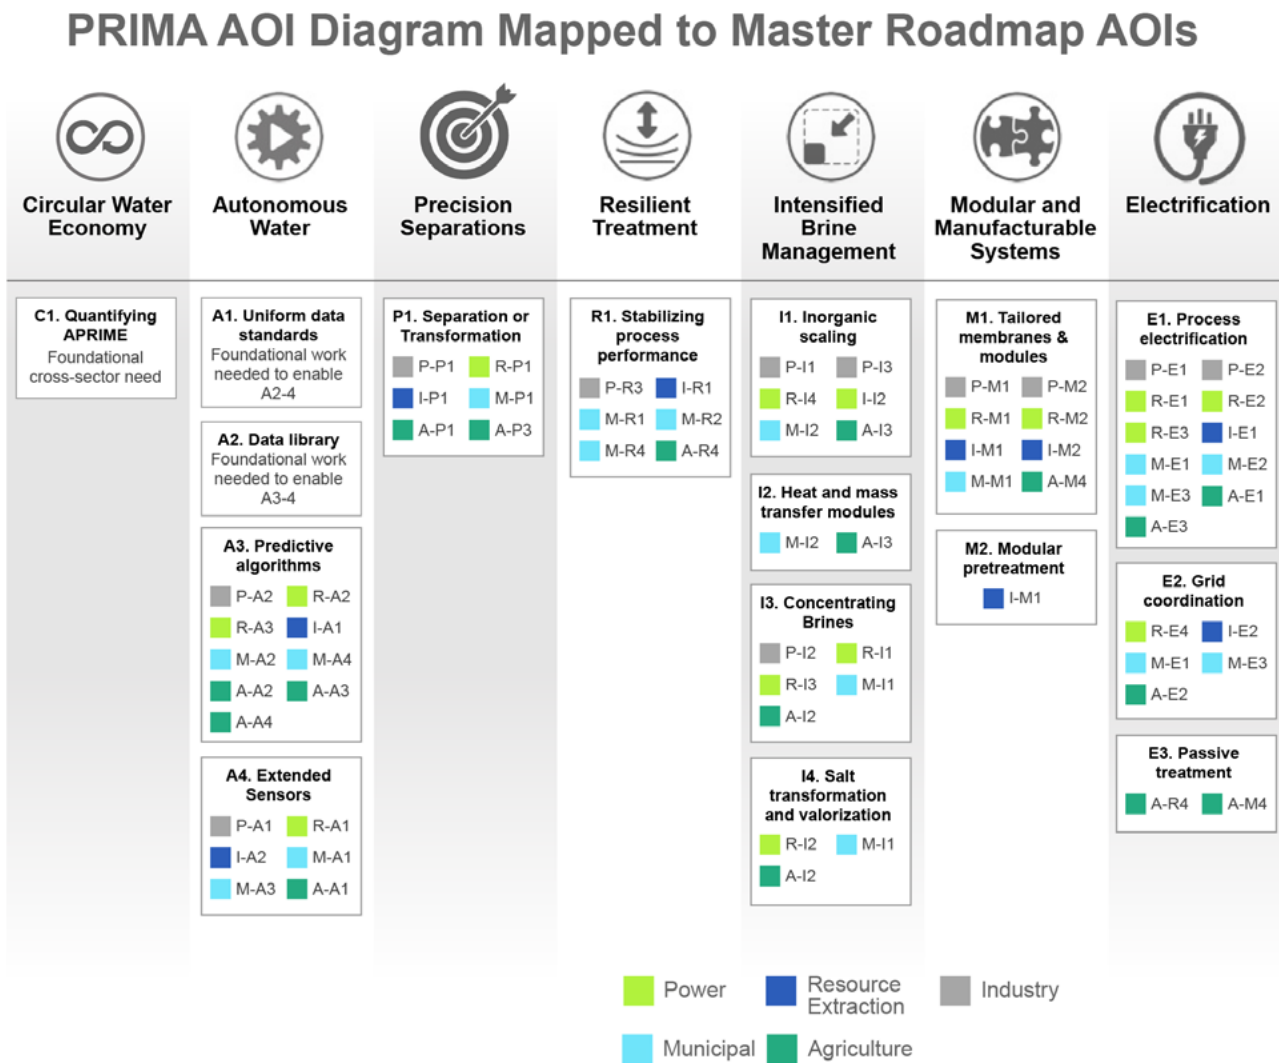 PRIMA AOI Diagram Mapped to Master Roadmap AOIs
Circular Water
Economy
Autonomous
Water
Precision
Separations
Resilient
Treatment
Intensified
Brine
Management
Modular and
Manufacturable
Systems
Electrification
C1. Quantifying
APRIME
Foundational
cross-sector need
A1. Uniform data
standards
Foundational work
needed to enable
A2-4
A2. Data library
Foundational work
needed to enable
A3-4
A3. Predictive
algorithms
P-A2 R-A2
R-A3 I-A1
M-A2 M-A4
A-A2 A-A3
A-A4
A4. Extended
Sensors
P-A1 R-A1
I-A2 M-A1
M-A3 A-A1
P1. Separation or
Transformation
P-P1 R-P1
I-P1 M-P1
A-P1 A-P3
R1. Stabilizing
process
performance
P-R3 I-R1
M-R1 M-R2
M-R4 A-R4
I1. Inorganic
scaling
P-I1 P-I3
R-I4 I-I2
M-I2 A-I3
I2. Heat and mass
transfer modules
M-I2 A-I3
I3. Concentrating
Brines
P-I2 R-I1
R-I3 M-I1
A-I2
I4. Salt
transformation
and valorization
R-I2 M-I1
A-I2
M1. Tailored
membranes &
modules
P-M1 P-M2
R-M1 R-M2
I-M1 I-M2
M-M1 A-M4
M2. Modular
pretreatment
I-M1
E1. Process
electrification
P-E1 P-E2
R-E1 R-E2
R-E3 I-E1
M-E1 M-E2
M-E3 A-E1
A-E3
E2. Grid
coordination
R-E4 I-E2
M-E1 M-E3
A-E2
E3. Passive
treatment
A-R4 A-M4
Power
Resource
Extraction
Industry
Municipal
Agriculture